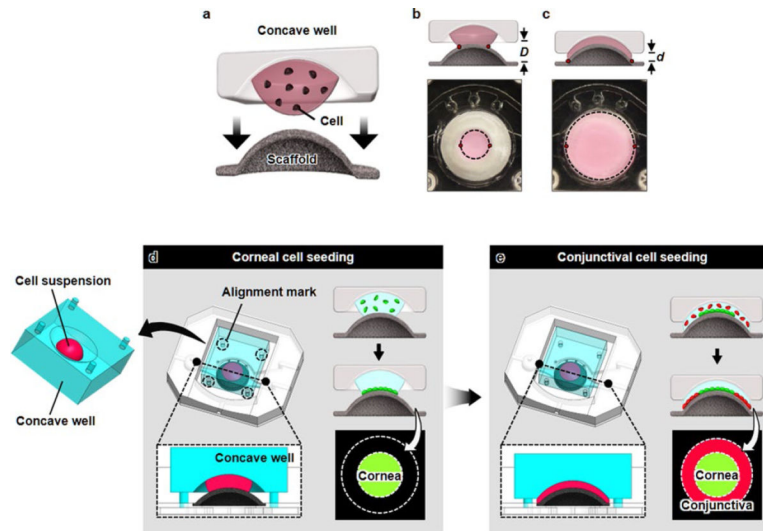 a
b
c
Concave well
D
d
Cell
Scaffold
d
Corneal cell seeding
e
Conjunctival cell seeding
Cell suspension
Alignment mark
Concave well
Concave well
Cornea
Cornea
Conjunctiva